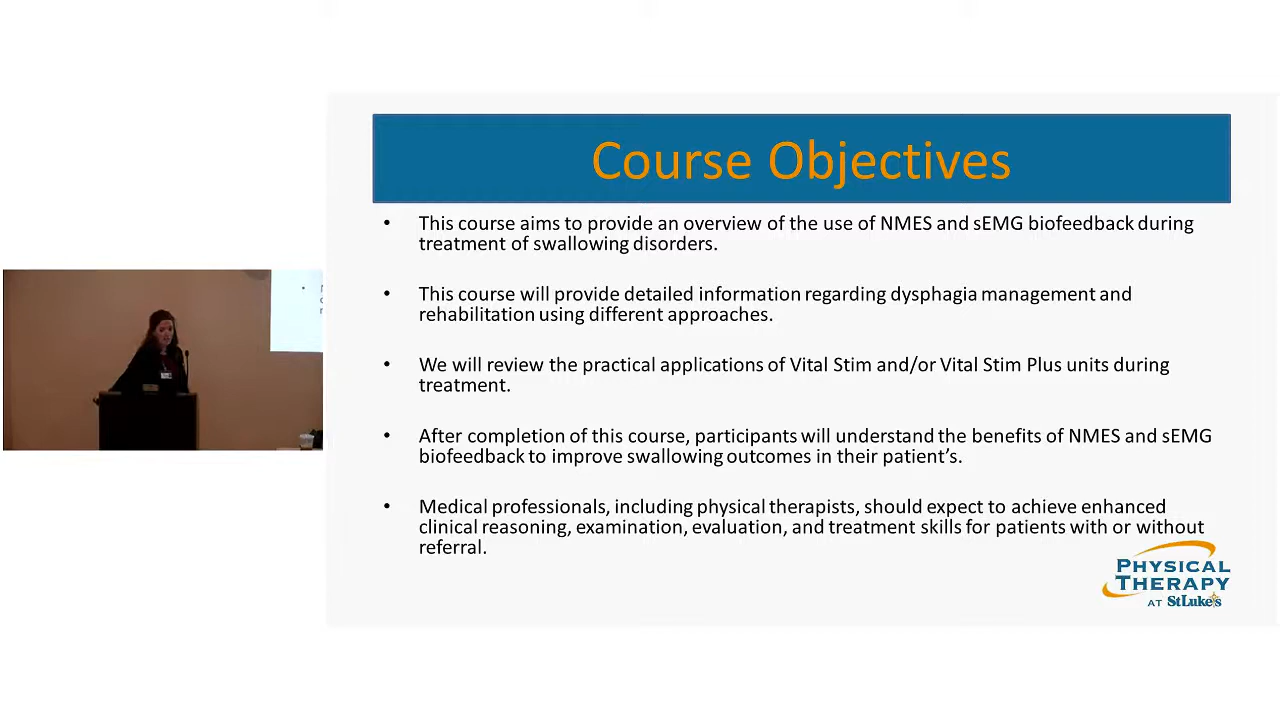 Course Objectives
• This course aims to provide an overview of the use of NMES and sEMG biofeedback during
treatment of swallowing disorders.
• This course will provide detailed information regarding dysphagia management and
rehabilitation using different approaches.
• We will review the practical applications of Vital Stim and/or Vital Stim Plus units during
treatment.
• After completion of this course, participants will understand the benefits of NMES and sEMG
biofeedback to improve swallowing outcomes in their patient's.
• Medical professionals, including physical therapists, should expect to achieve enhanced
clinical reasoning, examination, evaluation, and treatment skills for patients with or without
referral.
PHYSICAL
THERAPY
AT StLuke's